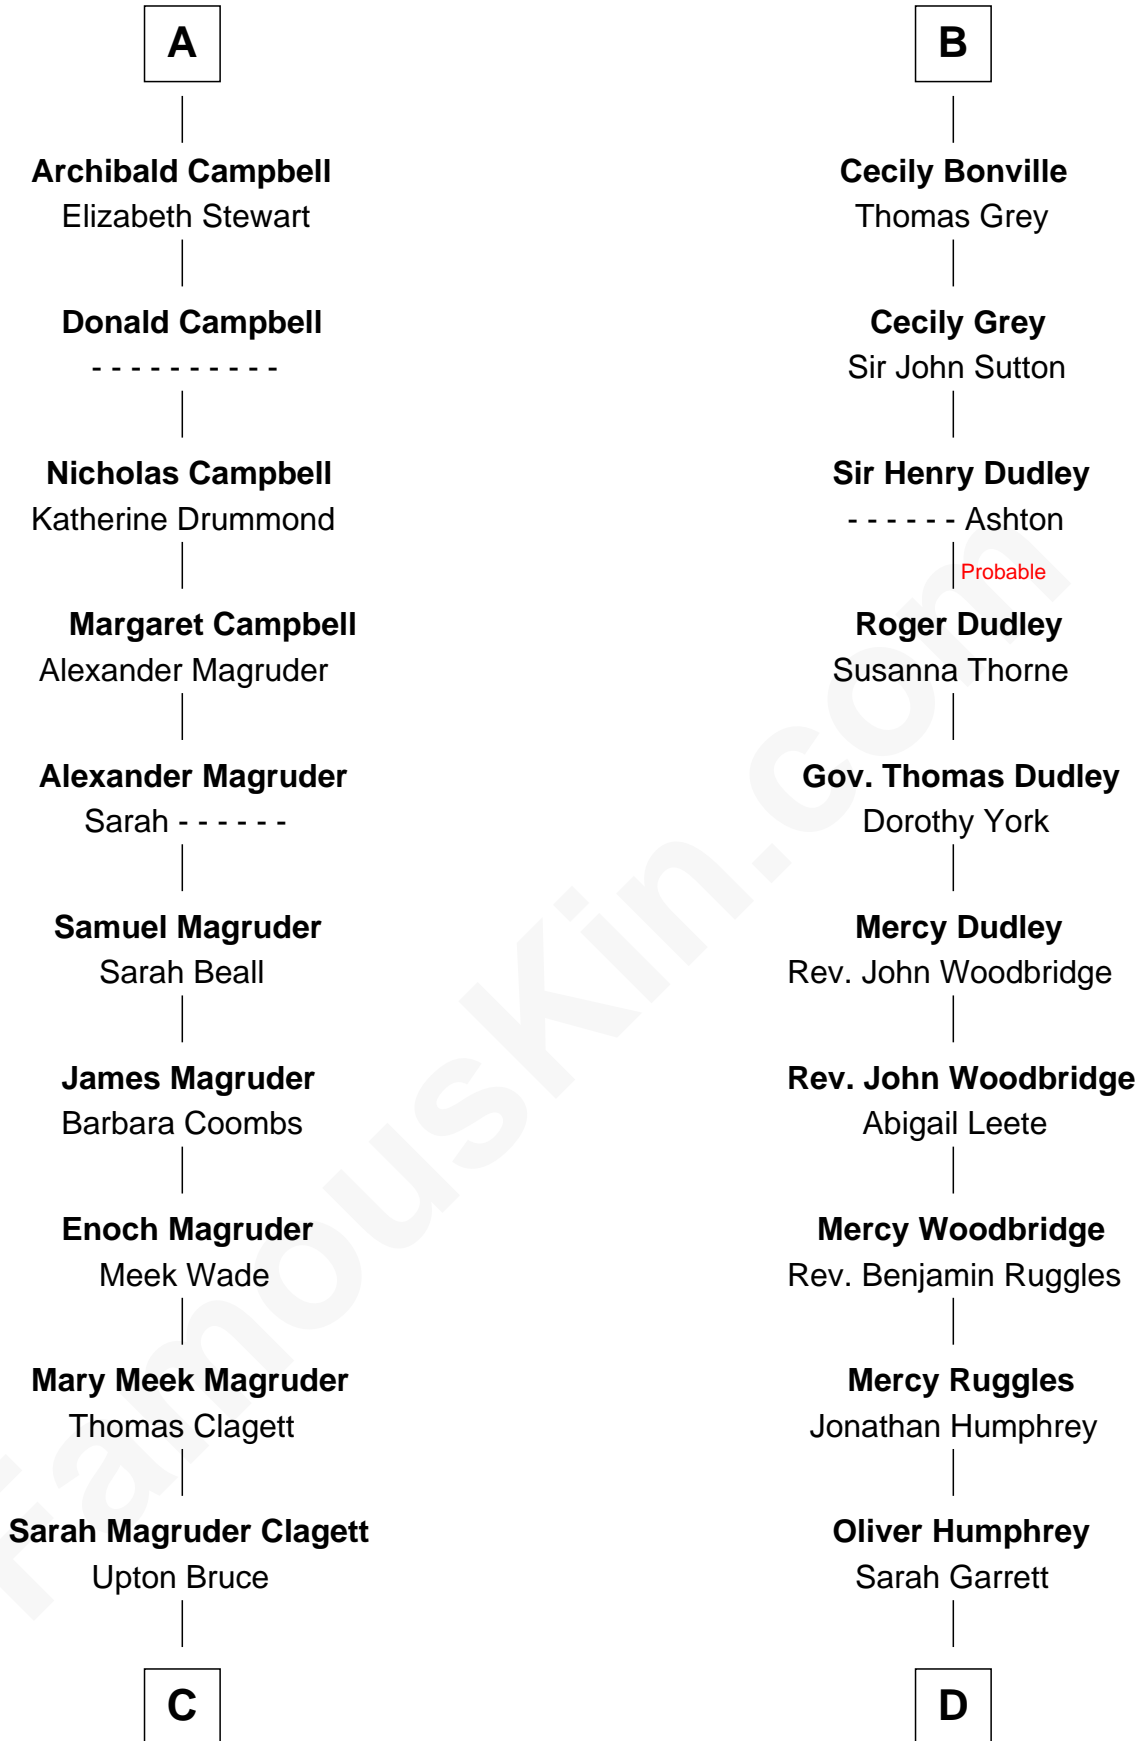 A
Archibald Campbell
Elizabeth Stewart
Donald Campbell
- - - - - - - - - -
Nicholas Campbell
Katherine Drummond
Margaret Campbell
Alexander Magruder
Alexander Magruder
Sarah - - - - - -
Samuel Magruder
Sarah Beall
James Magruder
Barbara Coombs
Enoch Magruder
Meek Wade
Mary Meek Magruder
Thomas Clagett
Sarah Magruder Clagett
Upton Bruce
C
B
Cecily Bonville
Thomas Grey
Cecily Grey
Sir John Sutton
Sir Henry Dudley
- - - - - - Ashton
Probable
Roger Dudley
Susanna Thorne
Gov. Thomas Dudley
Dorothy York
Mercy Dudley
Rev. John Woodbridge
Rev. John Woodbridge
Abigail Leete
Mercy Woodbridge
Rev. Benjamin Ruggles
Mercy Ruggles
Jonathan Humphrey
Oliver Humphrey
Sarah Garrett
D
FamousKin.com